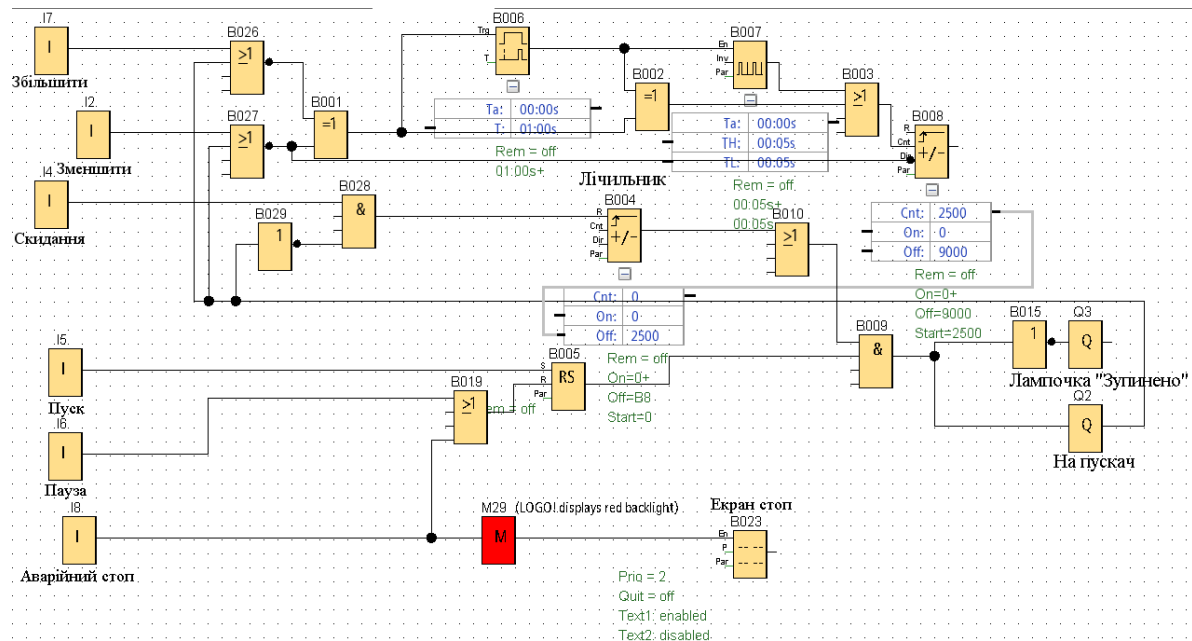 I7
I
Збільшити
B026
≥1
I2
I
Зменшити
B027
≥1
B001
=1
B006
Trg
T
Ta: 00:00s
T: 01:00s
Rem = off
01:00s+
B002
=1
B007
En
Inv
Par
Ta: 00:00s
TH: 00:05s
TL: 00:05s
Rem = off
00:05s+
00:05s
B003
≥1
B008
R
Cnt
Dir
Par
+/-
Cnt: 2500
On: 0
Off: 9000
Rem = off
On=0+
Off=9000
Start=2500
I4
I
Скидання
B029
1
B028
&
Лічильник
B004
R
Cnt
Dir
Par
+/-
Cnt: 0
On: 0
Off: 2500
Rem = off
On=0+
Off=B8
Start=0
B010
≥1
B009
&
B015
1
Q3
Q
Лампочка "Зупинено"
Q2
Q
На пускач
I5
I
Пуск
B005
S
R
Par
RS
B019
≥1
Rem = off
I6
I
Пауза
I8
I
Аварійний стоп
M29 (LOGO! displays red backlight)
M
Екран стоп
B023
En
P
Par
Prio = 2
Quit = off
Text1: enabled
Text2: disabled